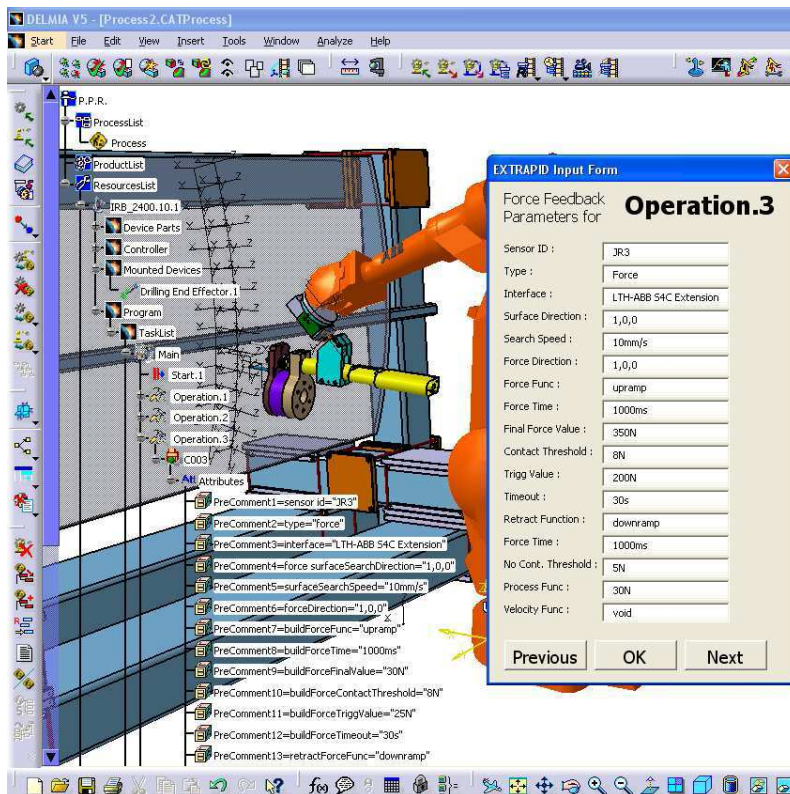 DELMIA V5 - [Process2.CATProcess]
Start File Edit View Insert Tools Window Analyze Help
P.P.R.
ProcessList
Process
ProductList
ResourcesList
IRB_2400.10.1
Device Parts
Controller
Mounted Devices
Drilling End Effector.1
Program
TaskList
Main
Start.1
Operation.1
Operation.2
Operation.3
C003
Attributes
PreComment1=sensor id="JR3"
PreComment2=type="force"
PreComment3=interface="LTH-ABB S4C Extension"
PreComment4=force surfaceSearchDirection="1,0,0"
PreComment5=surfaceSearchSpeed="10mm/s"
PreComment6=forceDirection="1,0,0"
PreComment7=buildForceFunc="upramp"
PreComment8=buildForceTime="1000ms"
PreComment9=buildForceFinalValue="30N"
PreComment10=buildForceContactThreshold="8N"
PreComment11=buildForceTriggValue="25N"
PreComment12=buildForceTimeout="30s"
PreComment13=retractForceFunc="downramp"
EXTRAPID Input Form
Force Feedback
Parameters for
Operation.3
Sensor ID : JR3
Type : Force
Interface : LTH-ABB S4C Extension
Surface Direction : 1,0,0
Search Speed : 10mm/s
Force Direction : 1,0,0
Force Func : upramp
Force Time : 1000ms
Final Force Value : 350N
Contact Threshold : 8N
Trigg Value : 200N
Timeout : 30s
Retract Function : downramp
Force Time : 1000ms
No Cont. Threshold : 5N
Process Func : 30N
Velocity Func : void
Previous OK Next